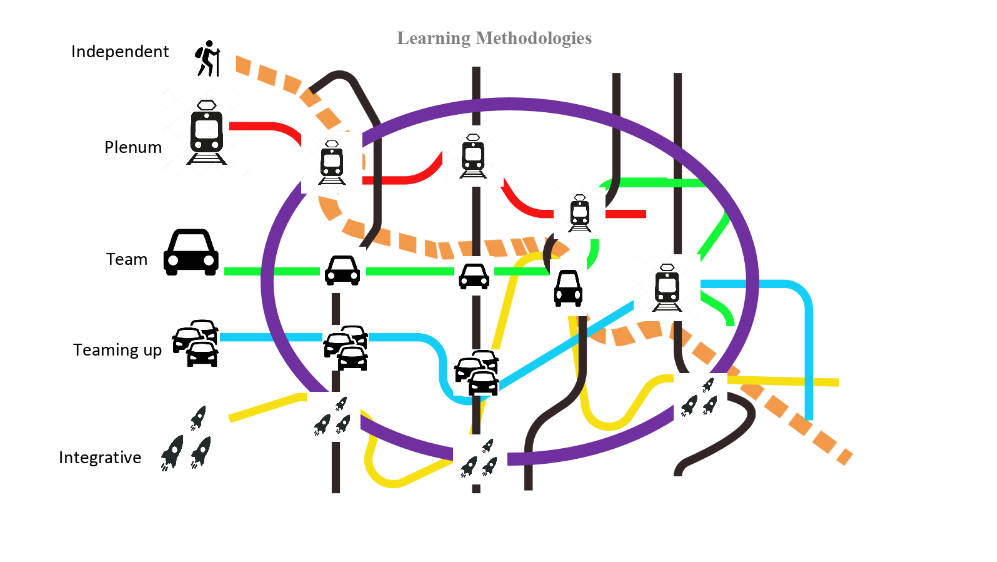 Learning Methodologies
Independent
Plenum
Team
Teaming up
Integrative